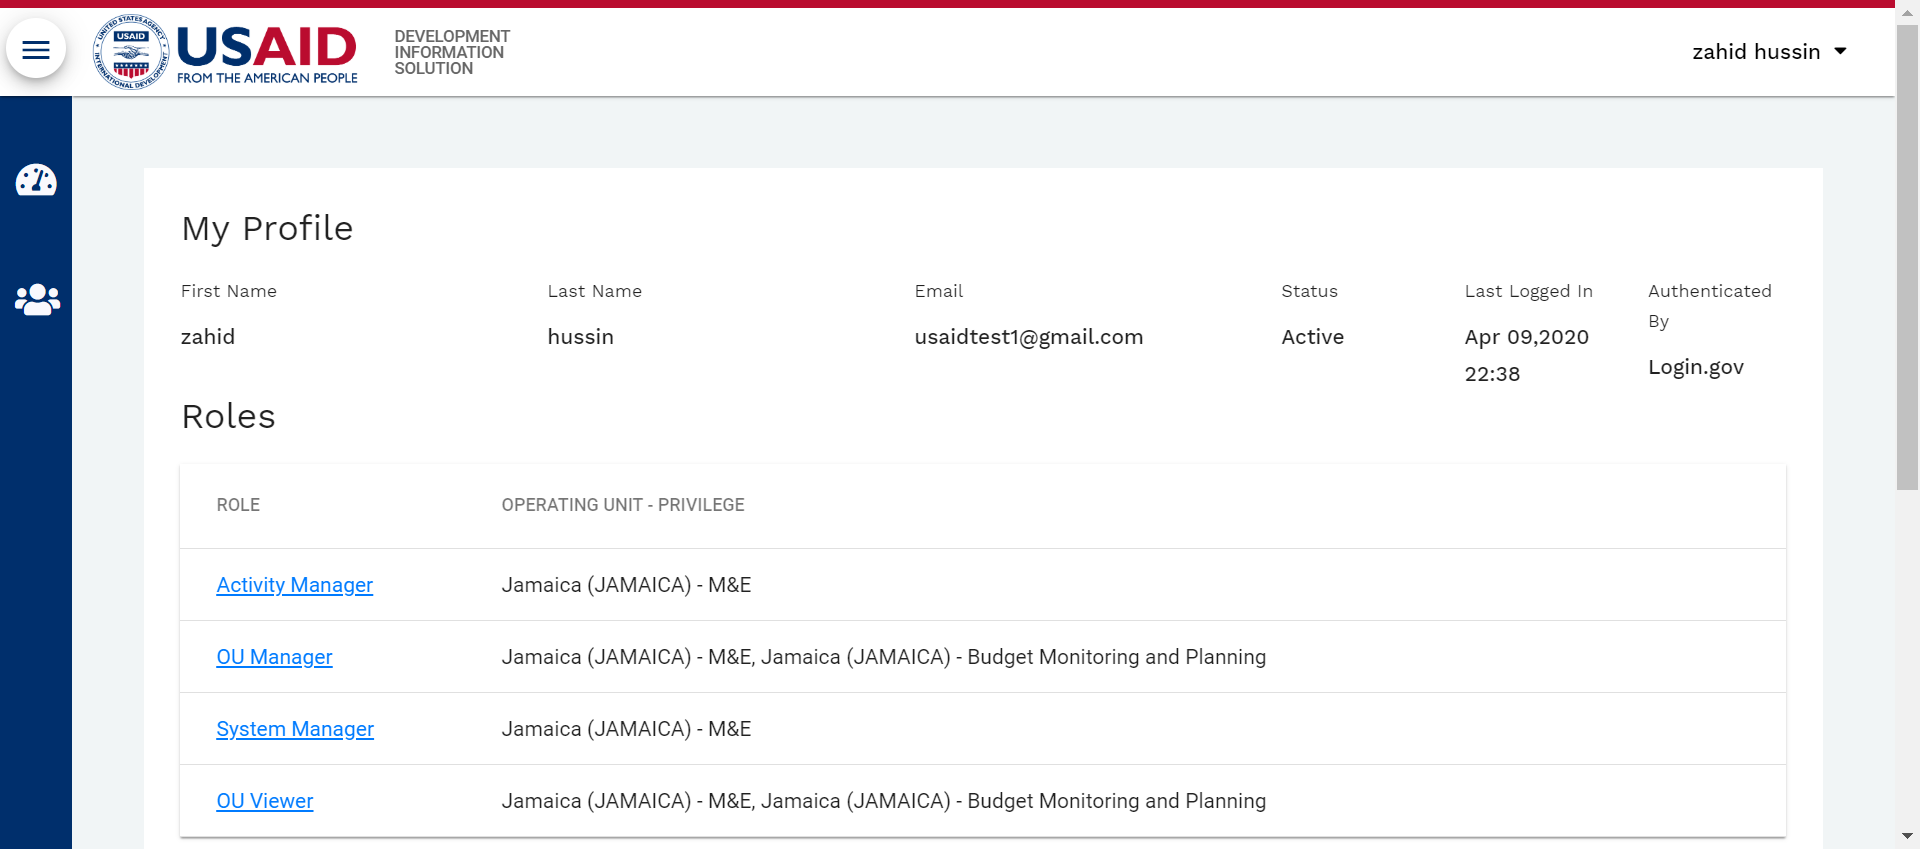 UNITED STATES AGENCY
USAID
INTERNATIONAL DEVELOPMENT
USAID
FROM THE AMERICAN PEOPLE
DEVELOPMENT
INFORMATION
SOLUTION
zahid hussin
My Profile
First Name Last Name Email Status Last Logged In Authenticated
By
zahid hussin usaidtest1@gmail.com Active Apr 09,2020
22:38
Login.gov
Roles
ROLE OPERATING UNIT - PRIVILEGE
Activity Manager Jamaica (JAMAICA) - M&E
OU Manager Jamaica (JAMAICA) - M&E, Jamaica (JAMAICA) - Budget Monitoring and Planning
System Manager Jamaica (JAMAICA) - M&E
OU Viewer Jamaica (JAMAICA) - M&E, Jamaica (JAMAICA) - Budget Monitoring and Planning